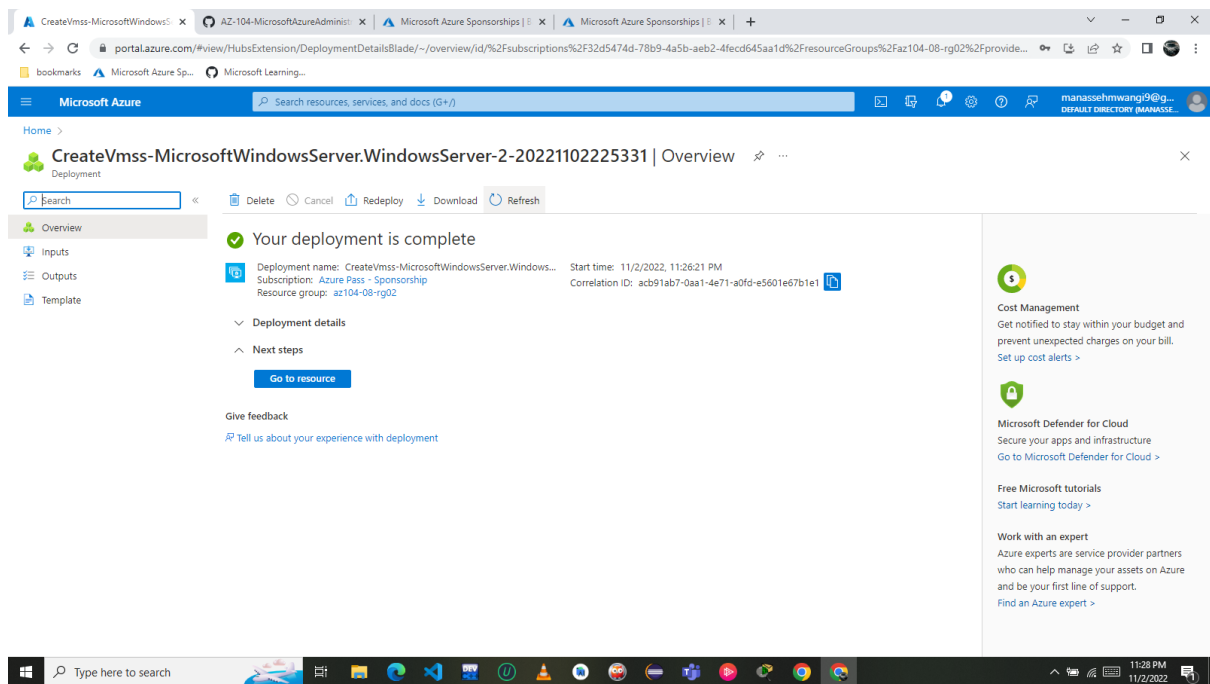 CreateVmss-MicrosoftWindowsS
AZ-104-MicrosoftAzureAdministr
Microsoft Azure Sponsorships | B
Microsoft Azure Sponsorships | B
portal.azure.com/#view/HubsExtension/DeploymentDetailsBlade/~/overview/id/%2Fsubscriptions%2F32d5474d-78b9-4a5b-aeb2-4fecd645aa1d%2FresourceGroups%2Faz104-08-rg02%2Fprovide...
bookmarks
Microsoft Azure Sp...
Microsoft Learning...
Microsoft Azure
Search resources, services, and docs (G+/)
1
manassehmwangi9@g...
DEFAULT DIRECTORY (MANASSE...
Home >
CreateVmss-MicrosoftWindowsServer.WindowsServer-2-20221102225331 | Overview
Deployment
Search
Delete
Cancel
Redeploy
Download
Refresh
Overview
Inputs
Outputs
Template
Your deployment is complete
Deployment name: CreateVmss-MicrosoftWindowsServer.Windows...
Subscription: Azure Pass - Sponsorship
Resource group: az104-08-rg02
Start time: 11/2/2022, 11:26:21 PM
Correlation ID: acb91ab7-0aa1-4e71-a0fd-e5601e67b1e1
Deployment details
Next steps
Go to resource
Give feedback
Tell us about your experience with deployment
Cost Management
Get notified to stay within your budget and
prevent unexpected charges on your bill.
Set up cost alerts >
Microsoft Defender for Cloud
Secure your apps and infrastructure
Go to Microsoft Defender for Cloud >
Free Microsoft tutorials
Start learning today >
Work with an expert
Azure experts are service provider partners
who can help manage your assets on Azure
and be your first line of support.
Find an Azure expert >
Type here to search
DEV
11:28 PM
11/2/2022
1